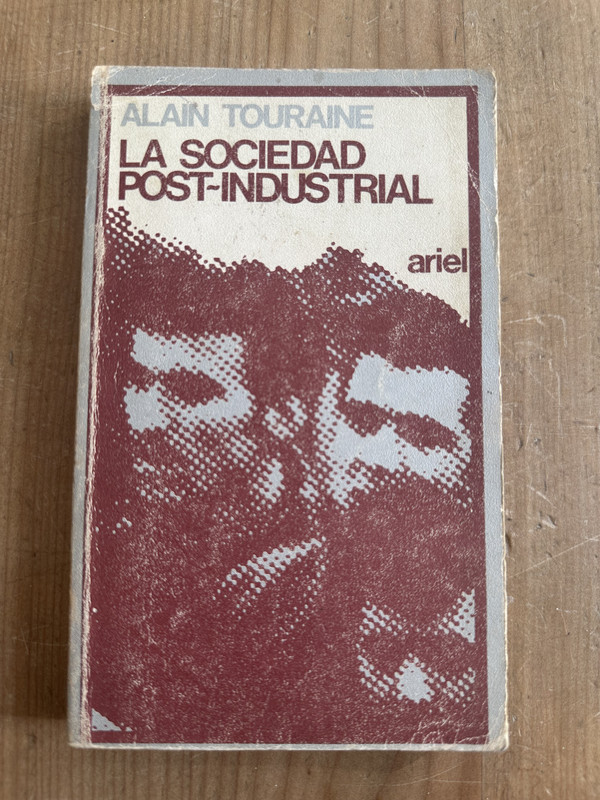 ALAIN TOURAINE
LA SOCIEDAD
POST-INDUSTRIAL
ariel